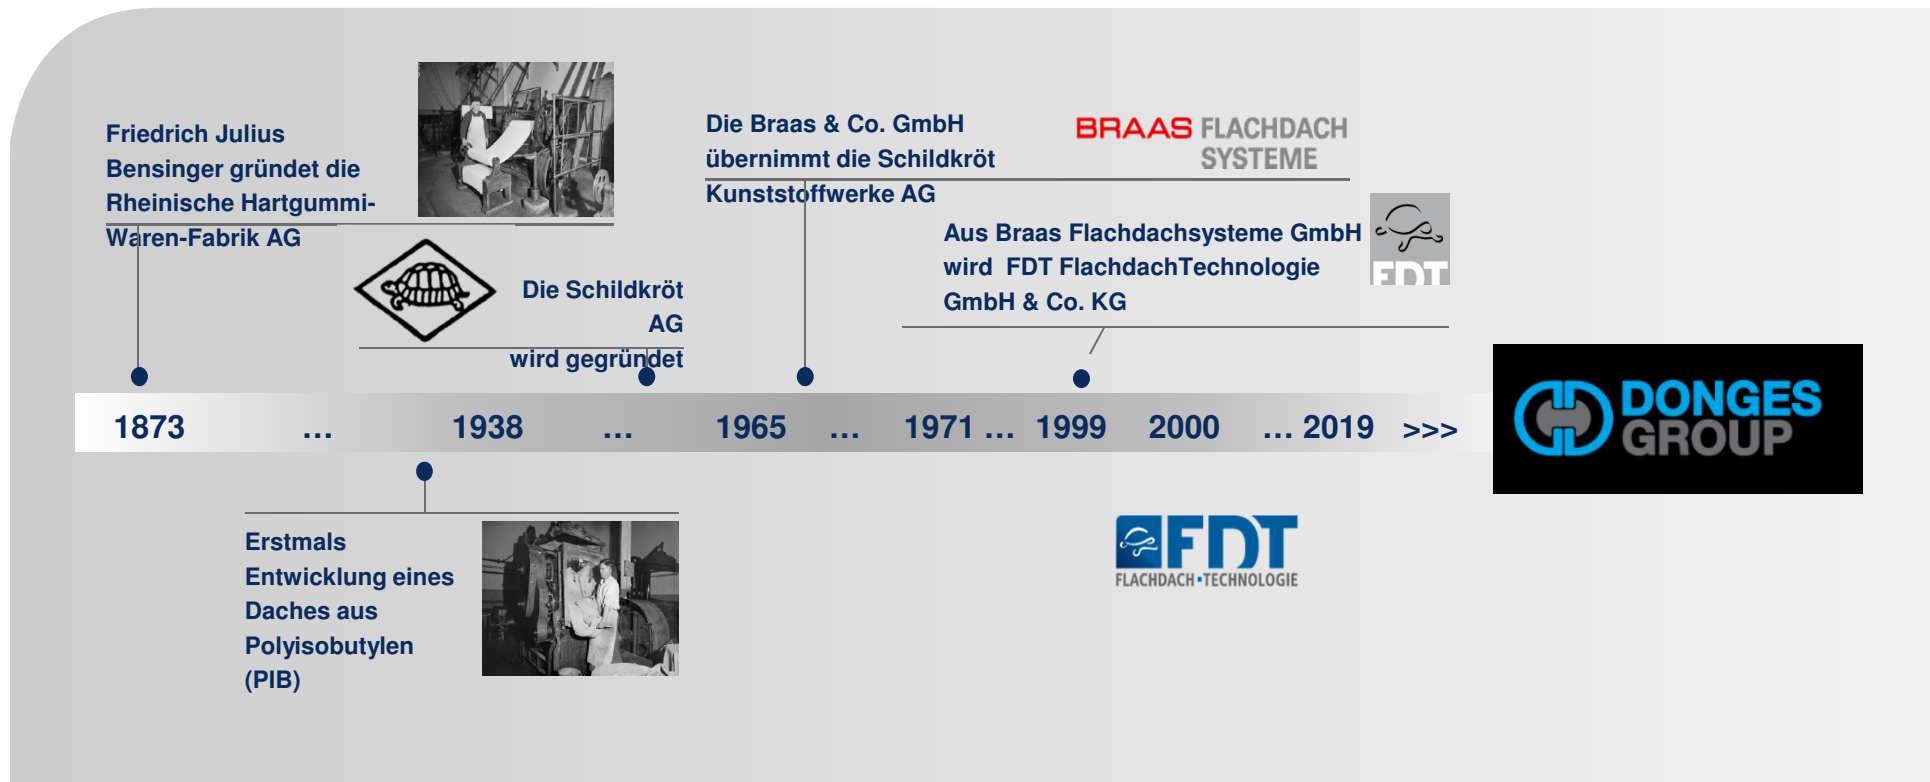 Friedrich Julius
Bensinger gründet die
Rheinische Hartgummi-
Waren-Fabrik AG
Die Schildkröt
AG
wird gegründet
Die Braas & Co. GmbH
übernimmt die Schildkröt
Kunststoffwerke AG
BRAAS FLACHDACH
SYSTEME
Aus Braas Flachdachsysteme GmbH
wird FDT FlachdachTechnologie
GmbH & Co. KG
FDT
1873 ... 1938 ... 1965 ... 1971 ... 1999 2000 ... 2019 >>>
DONGES
GROUP
Erstmals
Entwicklung eines
Daches aus
Polyisobutylen
(PIB)
FDT
FLACHDACH TECHNOLOGIE